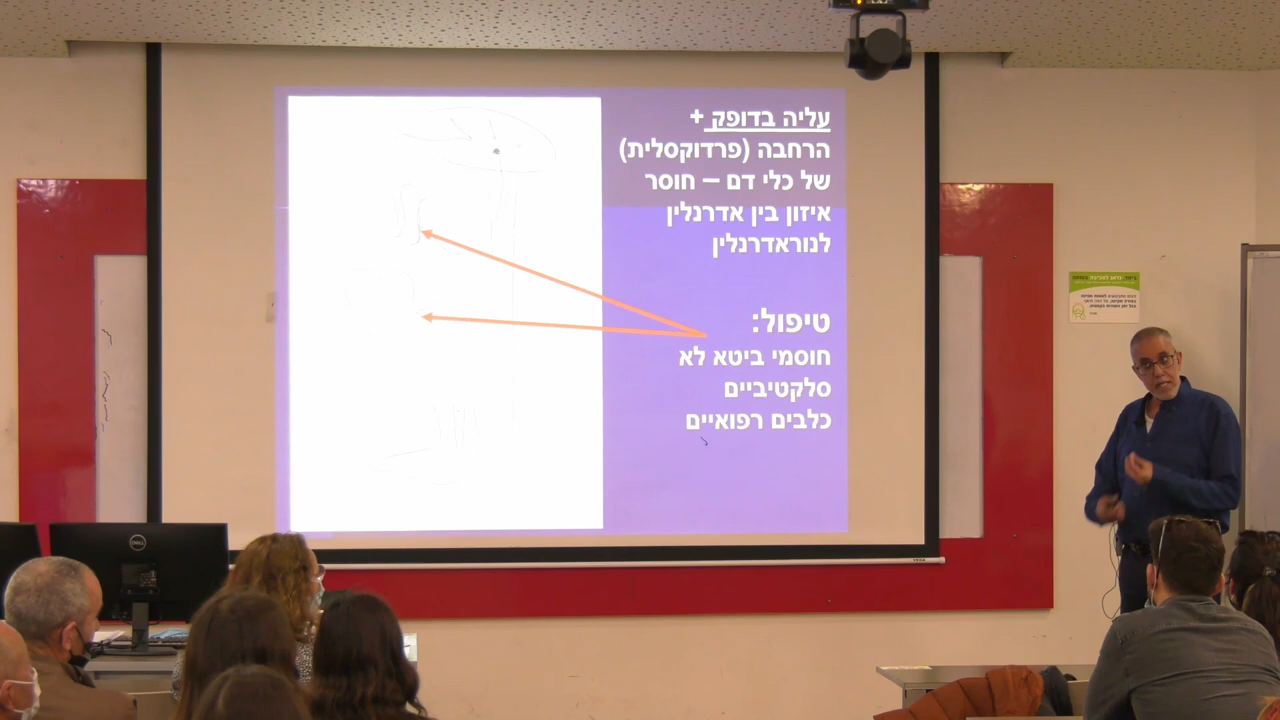 עליה בדופק +
הרחבה (פרדוקסלית)
של כלי דם – חוסר
איזון בין אדרנלין
לנוראדרנלין
טיפול:
חוסמי ביטא לא
סלקטיביים
כלבים רפואיים
DELL